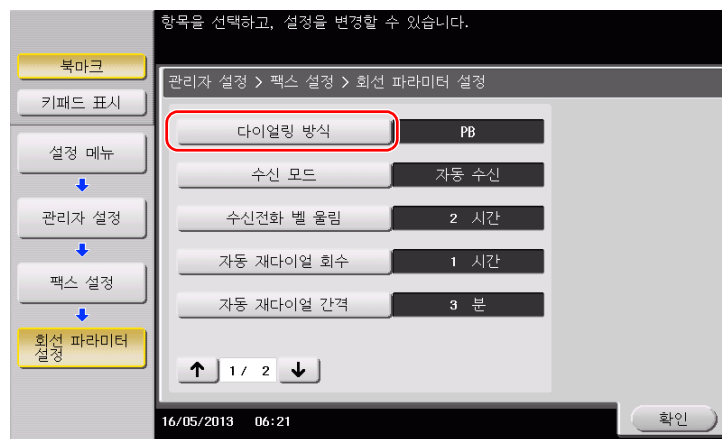 항목을 선택하고, 설정을 변경할 수 있습니다.
북마크
키패드 표시
설정 메뉴
관리자 설정
팩스 설정
회선 파라미터
설정
관리자 설정 > 팩스 설정 > 회선 파라미터 설정
다이얼링 방식 PB
수신 모드 자동 수신
수신전화 벨 울림 2 시간
자동 재다이얼 회수 1 시간
자동 재다이얼 간격 3 분
↑ 1/ 2 ↓
16/05/2013 06:21
확인